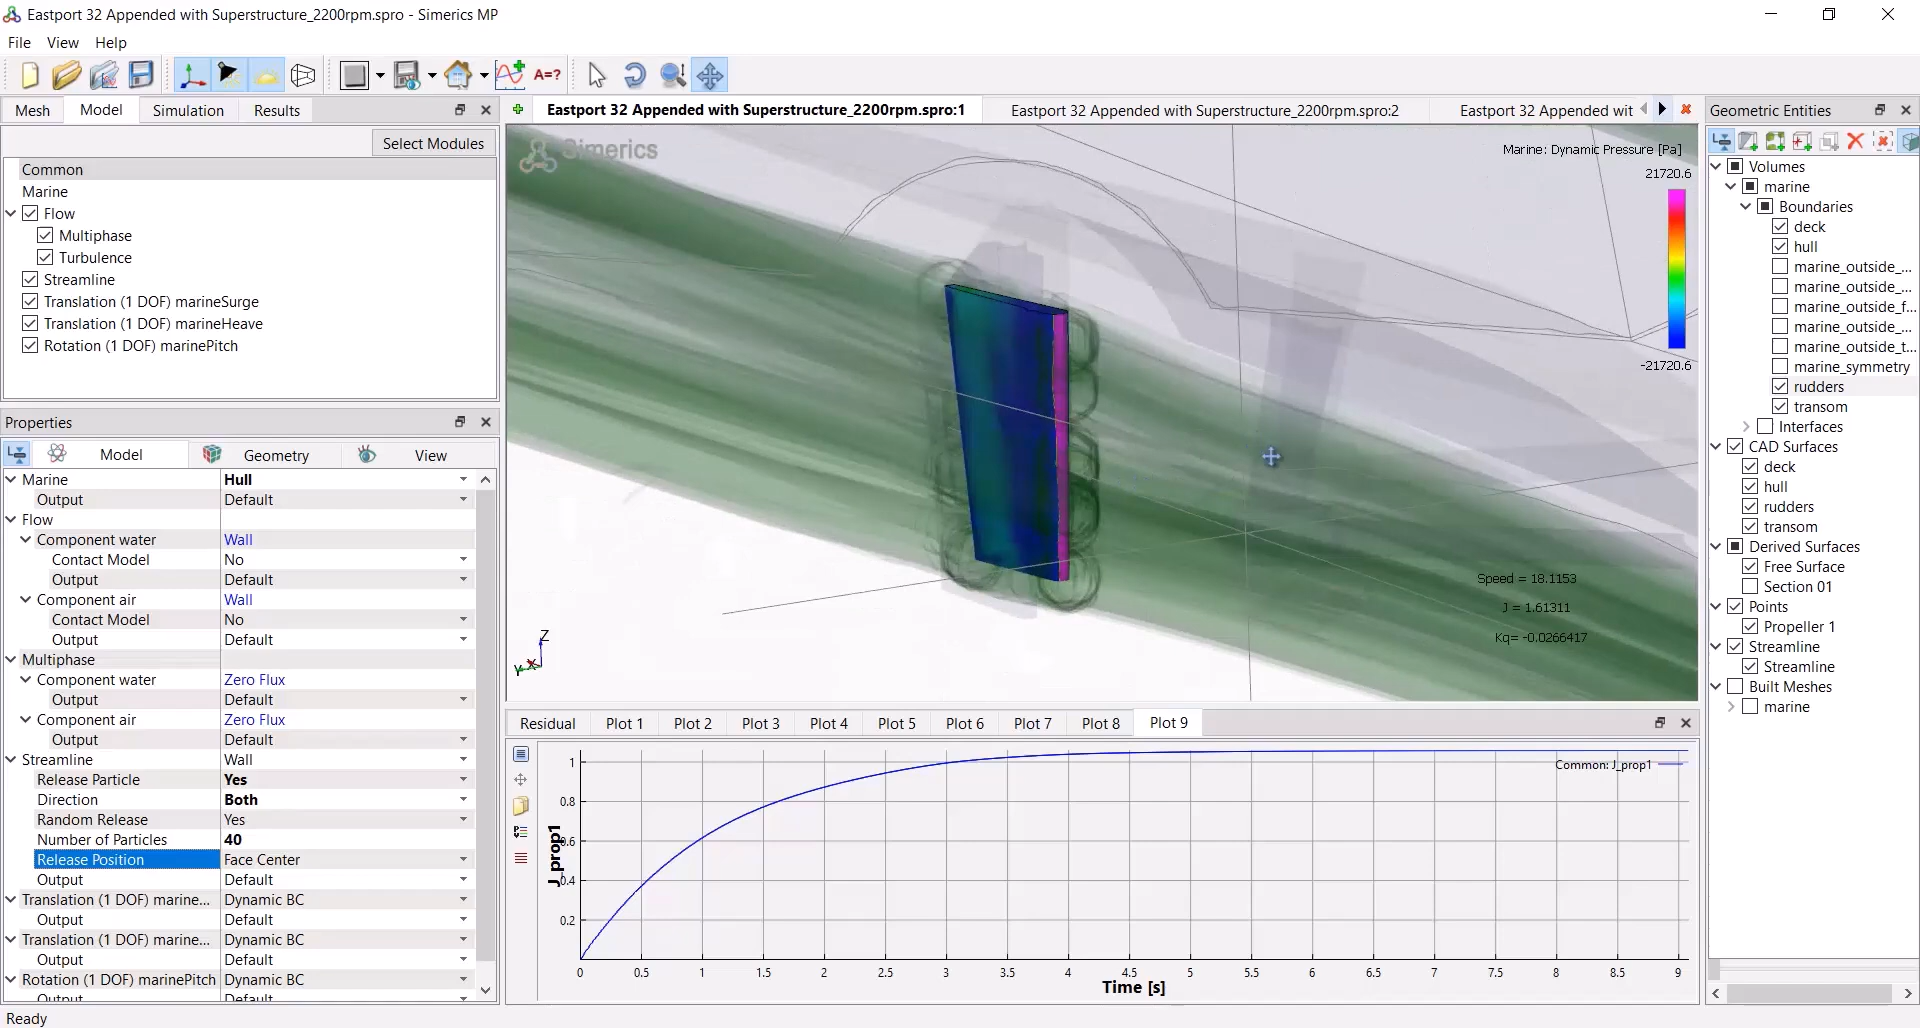 Eastport 32 Appended with Superstructure_2200rpm.spro - Simerics MP
File View Help
A=?
Mesh Model Simulation Results
Select Modules
Common
Marine
Flow
Multiphase
Turbulence
Streamline
Translation (1 DOF) marineSurge
Translation (1 DOF) marineHeave
Rotation (1 DOF) marinePitch
Properties
Model Geometry View
Marine Hull
Output Default
Flow
Component water Wall
Contact Model No
Output Default
Component air Wall
Contact Model No
Output Default
Multiphase
Component water Zero Flux
Output Default
Component air Zero Flux
Output Default
Streamline Wall
Release Particle Yes
Direction Both
Random Release Yes
Number of Particles 40
Release Position Face Center
Output Default
Translation (1 DOF) marine... Dynamic BC
Output Default
Translation (1 DOF) marine... Dynamic BC
Output Default
Rotation (1 DOF) marinePitch Dynamic BC
Output Default
Ready
Eastport 32 Appended with Superstructure_2200rpm.spro:1 Eastport 32 Appended with Superstructure_2200rpm.spro:2 Eastport 32 Appended wit
Simerics
Marine: Dynamic Pressure [Pa]
21720.6
-21720.6
Speed = 18.1153
J = 1.61311
Kq= -0.0266417
Z
Y X
Residual Plot 1 Plot 2 Plot 3 Plot 4 Plot 5 Plot 6 Plot 7 Plot 8 Plot 9
Common: J_prop1
J_prop1
1
0.8
0.6
0.4
0.2
0 0.5 1 1.5 2 2.5 3 3.5 4 4.5 5 5.5 6 6.5 7 7.5 8 8.5 9
Time [s]
Geometric Entities
Volumes
marine
Boundaries
deck
hull
marine_outside_...
marine_outside_...
marine_outside_f...
marine_outside_...
marine_outside_t...
marine_symmetry
rudders
transom
Interfaces
CAD Surfaces
deck
hull
rudders
transom
Derived Surfaces
Free Surface
Section 01
Points
Propeller 1
Streamline
Streamline
Built Meshes
marine